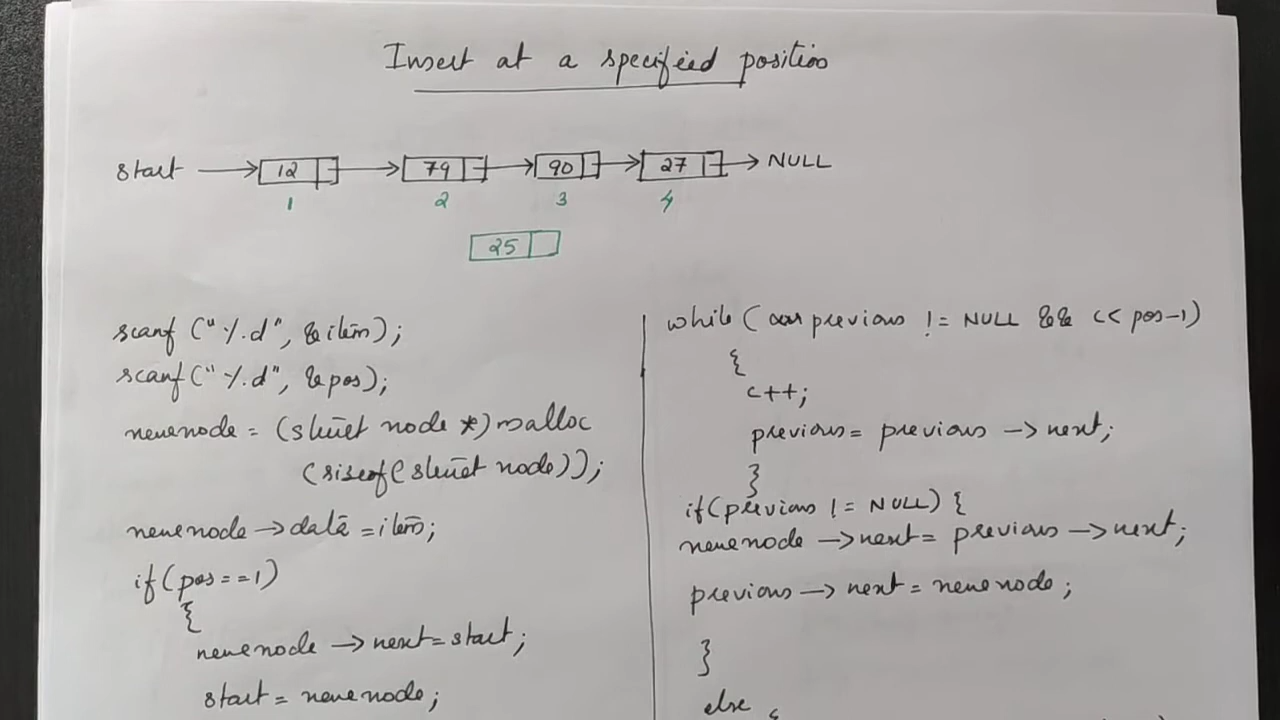 Insert at a specified position
start → 12 → 79 → 90 → 27 → NULL
1 2 3 4
25
scanf ("%d", &item);
scanf ("%d", &pos);
newnode = (struct node *) malloc
(sizeof(struct node));
newnode → data = item;
if (pos == 1)
{
newnode → next = start;
start = newnode;
while ( previous != NULL && c < pos-1)
{
c++;
previous = previous → next;
}
if (previous != NULL) {
newnode → next = previous → next;
previous → next = newnode;
}
else {